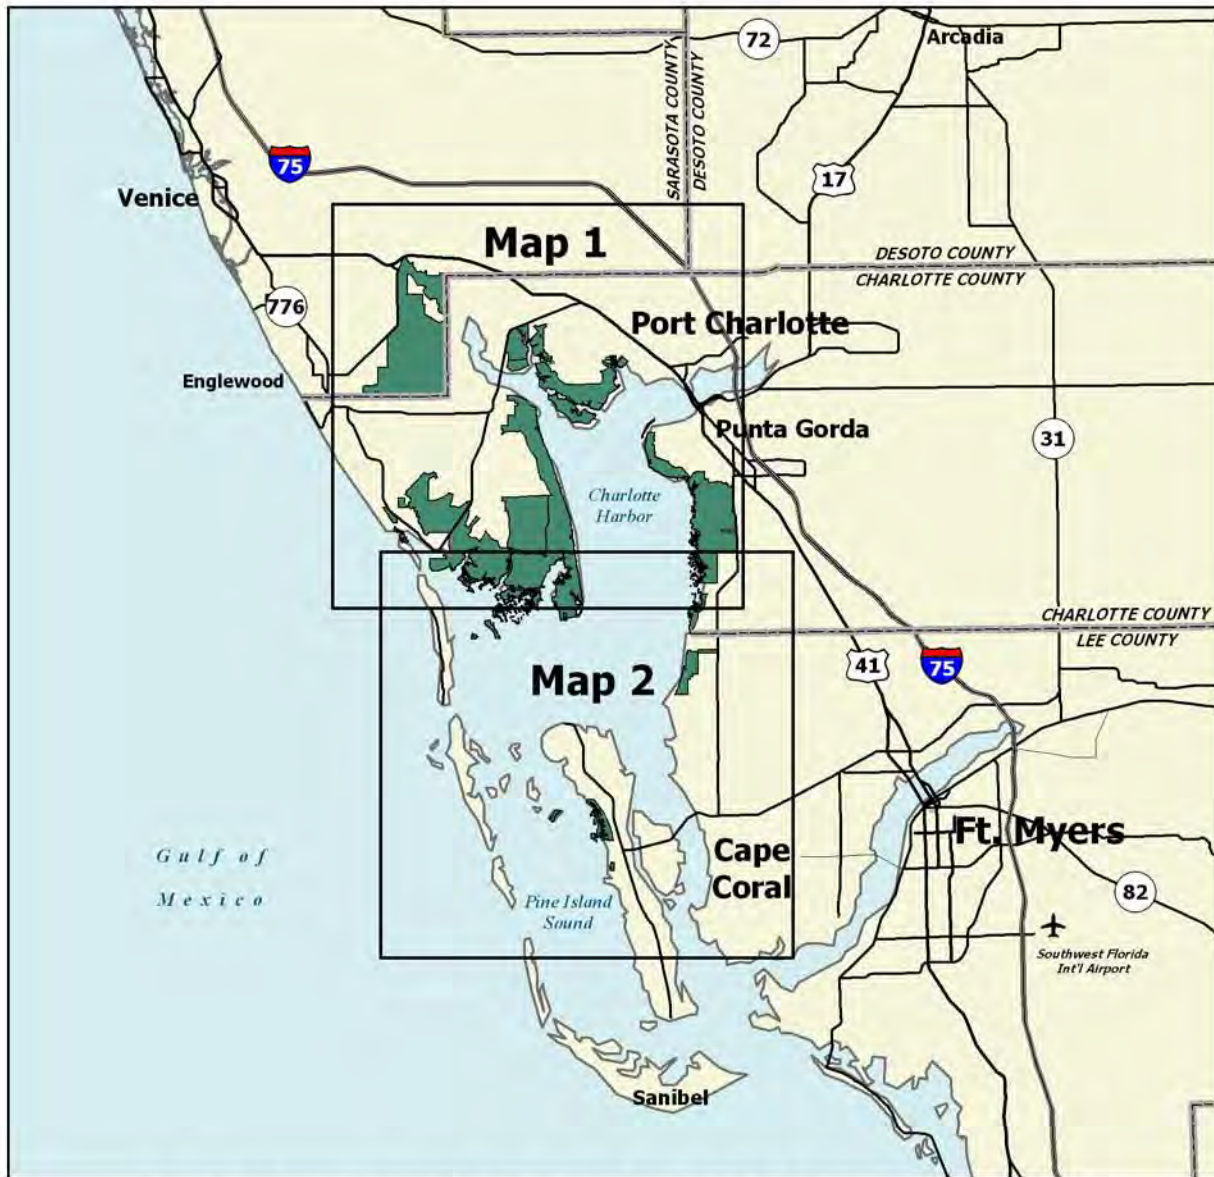 72
Arcadia
SARASOTA COUNTY
DESOTO COUNTY
75
17
Venice
Map 1
DESOTO COUNTY
CHARLOTTE COUNTY
776
Port Charlotte
Englewood
Punta Gorda
31
Charlotte
Harbor
CHARLOTTE COUNTY
LEE COUNTY
Map 2
41
75
Ft. Myers
Gulf of
Mexico
Cape
Coral
82
Pine Island
Sound
Southwest Florida
Int'l Airport
Sanibel